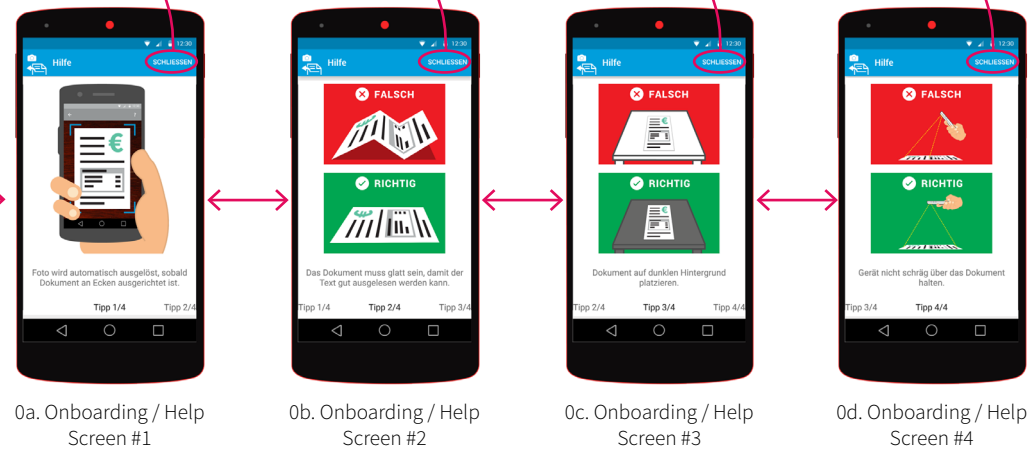 12:30
Hilfe
SCHLIESSEN
€
Foto wird automatisch ausgelöst, sobald
Dokument an Ecken ausgerichtet ist.
Tipp 1/4
Tipp 2/4
0a. Onboarding / Help
Screen #1
12:30
Hilfe
SCHLIESSEN
FALSCH
RICHTIG
Das Dokument muss glatt sein, damit der
Text gut ausgelesen werden kann.
Tipp 1/4
Tipp 2/4
Tipp 3/4
0b. Onboarding / Help
Screen #2
12:30
Hilfe
SCHLIESSEN
FALSCH
€
RICHTIG
€
Dokument auf dunklen Hintergrund
platzieren.
Tipp 2/4
Tipp 3/4
Tipp 4/4
0c. Onboarding / Help
Screen #3
12:30
Hilfe
SCHLIESSEN
FALSCH
RICHTIG
Gerät nicht schräg über das Dokument
halten.
Tipp 3/4
Tipp 4/4
0d. Onboarding / Help
Screen #4